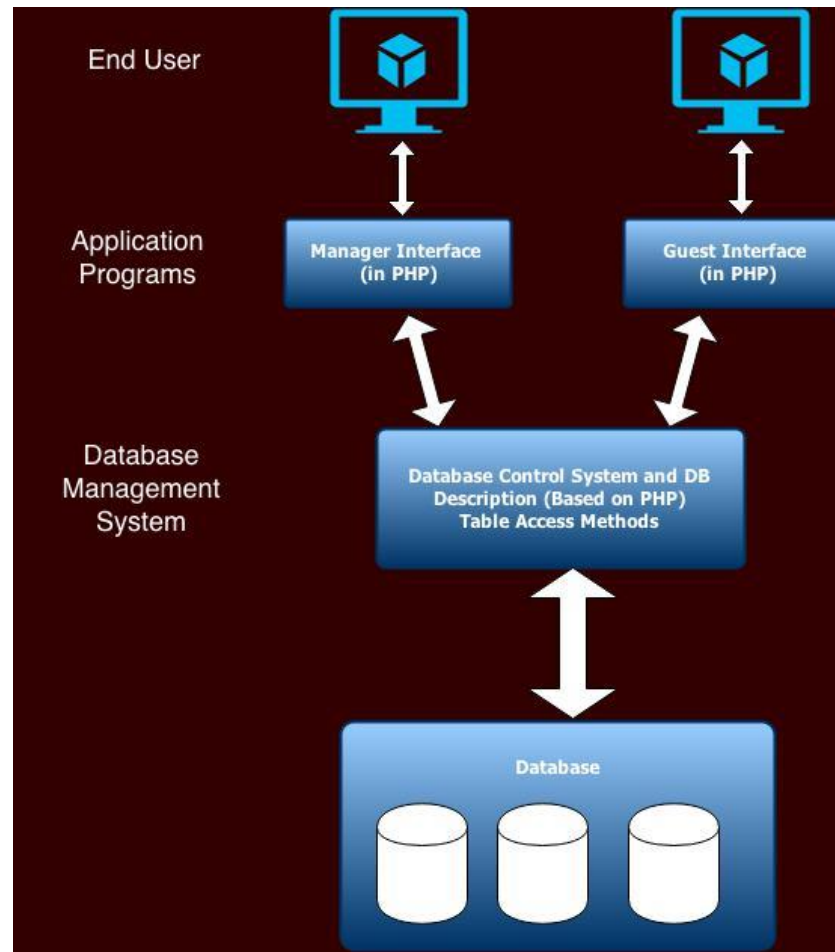 End User
Application
Programs
Manager Interface
(in PHP)
Guest Interface
(in PHP)
Database
Management
System
Database Control System and DB
Description (Based on PHP)
Table Access Methods
Database